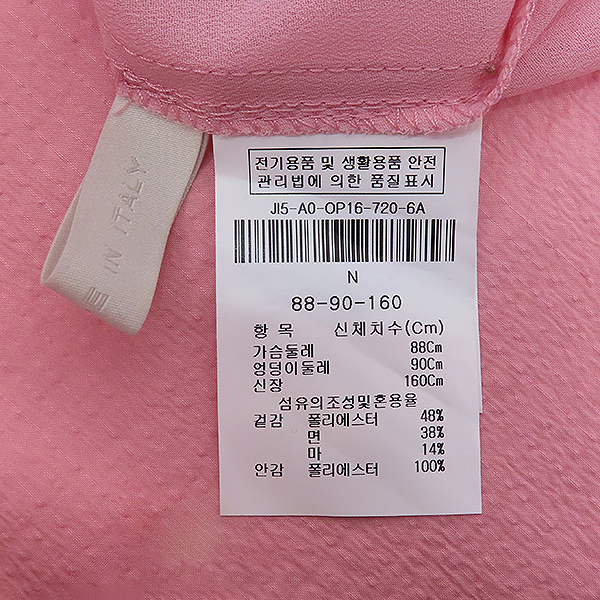 E IN ITALY
전기용품 및 생활용품 안전
관리법에 의한 품질표시
JI5-A0-OP16-720-6A
N
88-90-160
항 목 신체치수(Cm)
가슴둘레 88Cm
엉덩이둘레 90Cm
신장 160Cm
섬유의조성및혼용율
겉감 폴리에스터 48%
면 38%
마 14%
안감 폴리에스터 100%